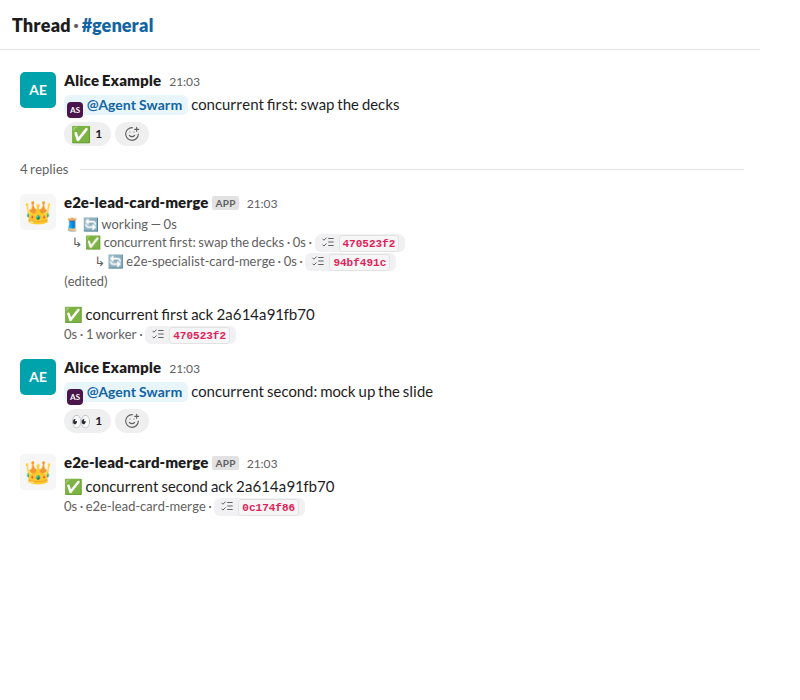 Thread • #general
AE
Alice Example 21:03
AS @Agent Swarm concurrent first: swap the decks
✅ 1
4 replies
e2e-lead-card-merge APP 21:03
🧵 🔄 working — 0s
↳ ✅ concurrent first: swap the decks · 0s · 470523f2
↳ 🔄 e2e-specialist-card-merge · 0s · 94bf491c
(edited)
✅ concurrent first ack 2a614a91fb70
0s · 1 worker · 470523f2
AE
Alice Example 21:03
AS @Agent Swarm concurrent second: mock up the slide
👀 1
e2e-lead-card-merge APP 21:03
✅ concurrent second ack 2a614a91fb70
0s · e2e-lead-card-merge · 0c174f86